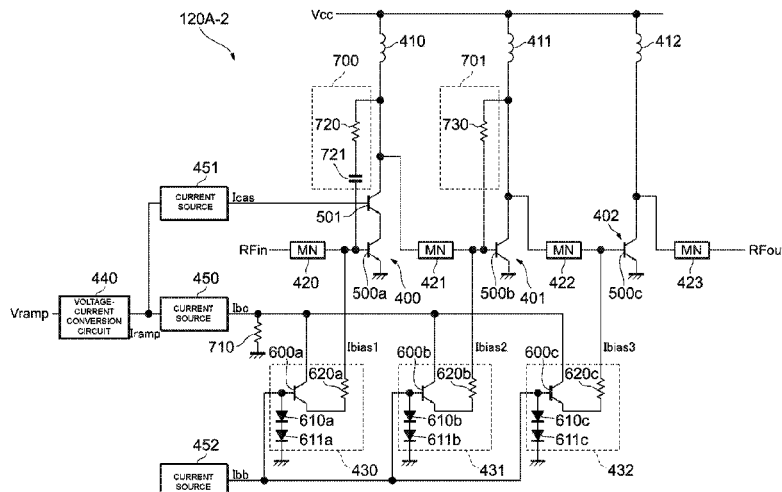 120A-2
Vcc
410
411
412
700
701
720
730
721
451
CURRENT
SOURCE
Icas
501
402
RFin
MN
MN
MN
MN
RFout
420
500a
400
421
500b
401
422
500c
423
440
450
Vramp
VOLTAGE-
CURRENT
CONVERSION
CIRCUIT
Iramp
CURRENT
SOURCE
Ibc
710
Ibias1
Ibias2
Ibias3
600a
620a
600b
620b
600c
620c
610a
610b
610c
611a
611b
611c
430
431
432
452
CURRENT
SOURCE
Ibb